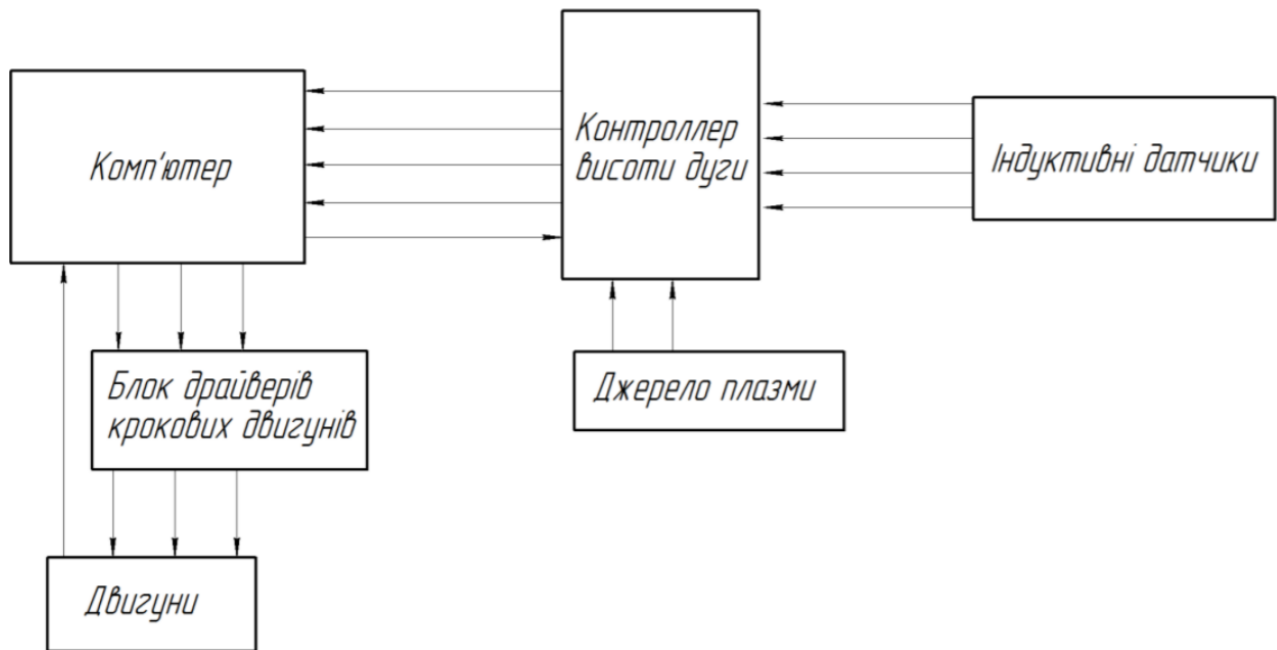 Комп'ютер
Контроллер
висоти дуги
Індуктивні датчики
Блок драйверів
крокових двигунів
Джерело плазми
Двигуни